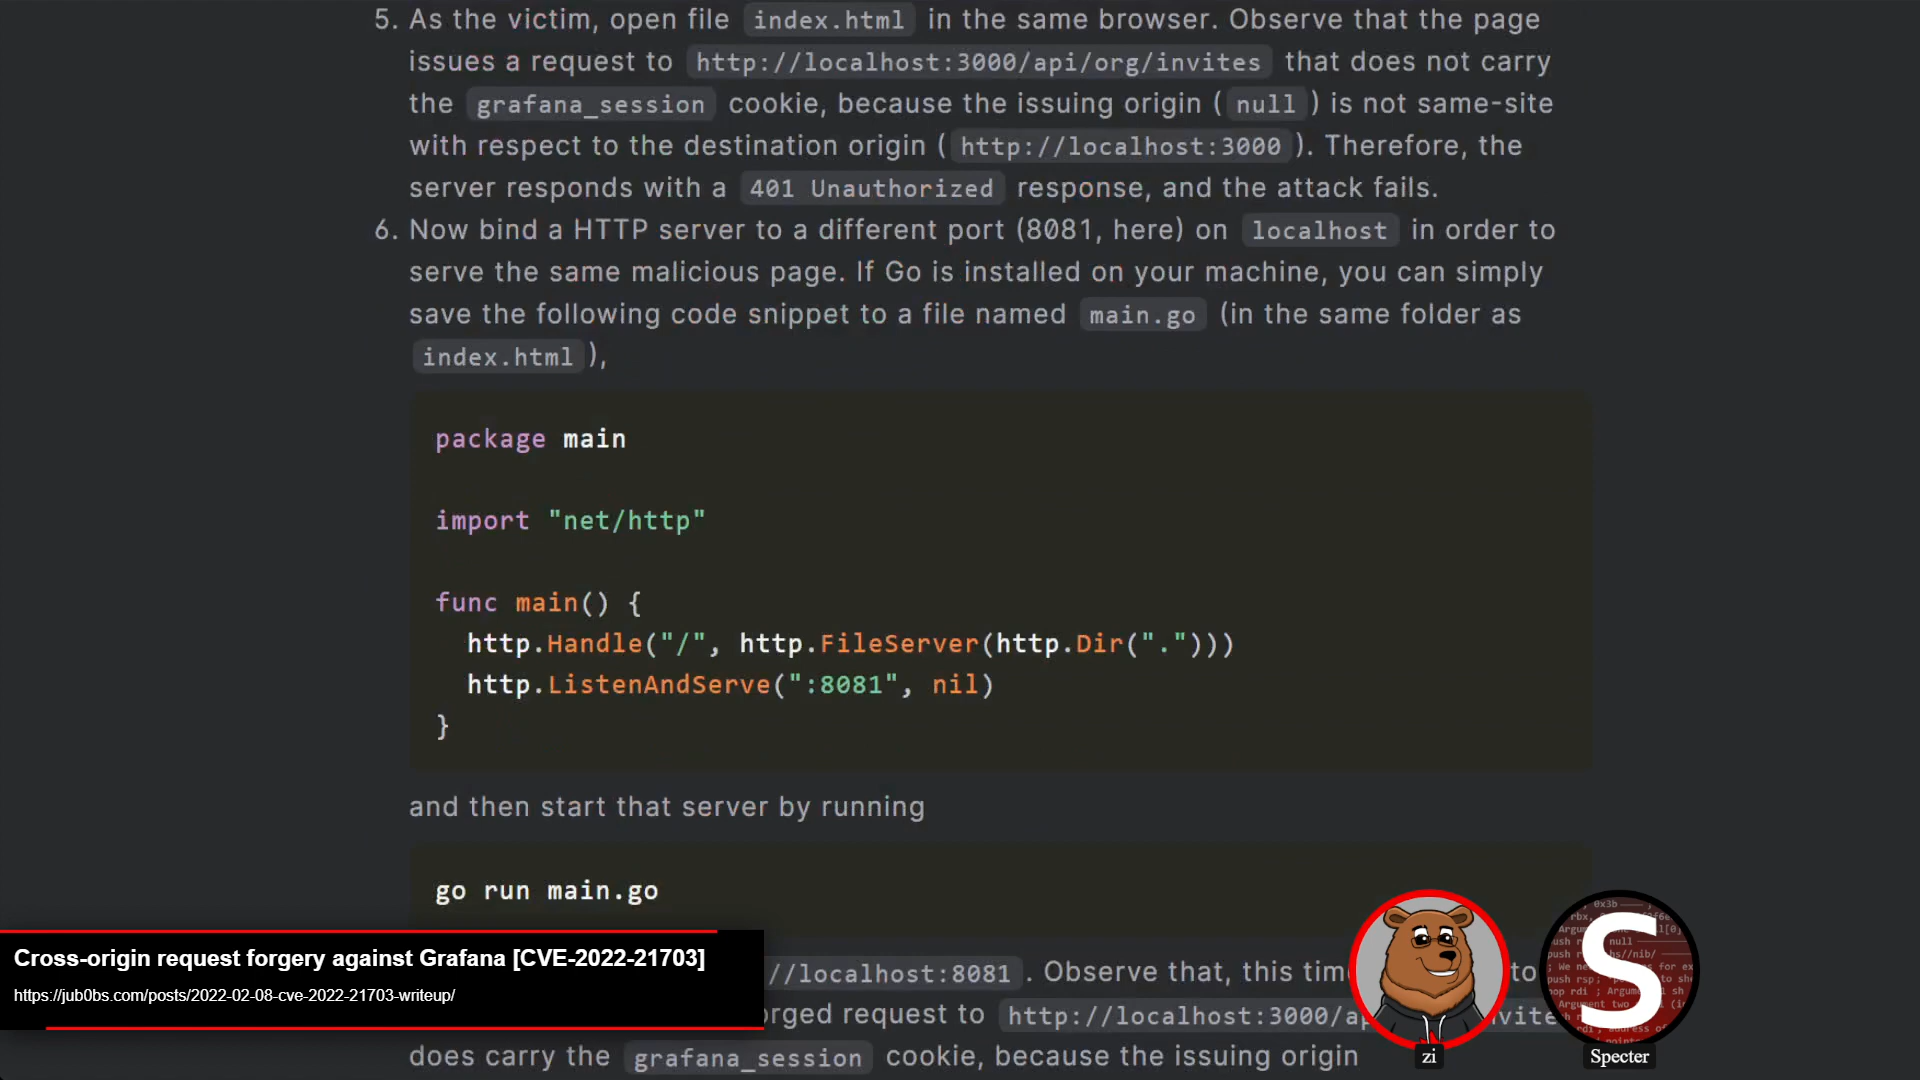 5. As the victim, open file index.html in the same browser. Observe that the page
issues a request to http://localhost:3000/api/org/invites that does not carry
the grafana_session cookie, because the issuing origin ( null ) is not same-site
with respect to the destination origin ( http://localhost:3000 ). Therefore, the
server responds with a 401 Unauthorized response, and the attack fails.
6. Now bind a HTTP server to a different port (8081, here) on localhost in order to
serve the same malicious page. If Go is installed on your machine, you can simply
save the following code snippet to a file named main.go (in the same folder as
index.html ),
package main
import "net/http"
func main() {
http.Handle("/", http.FileServer(http.Dir(".")))
http.ListenAndServe(":8081", nil)
}
and then start that server by running
go run main.go
//localhost:8081 . Observe that, this tim to
orged request to http://localhost:3000/ap vite
does carry the grafana_session cookie, because the issuing origin
Cross-origin request forgery against Grafana [CVE-2022-21703]
https://jub0bs.com/posts/2022-02-08-cve-2022-21703-writeup/
zi
S
Specter